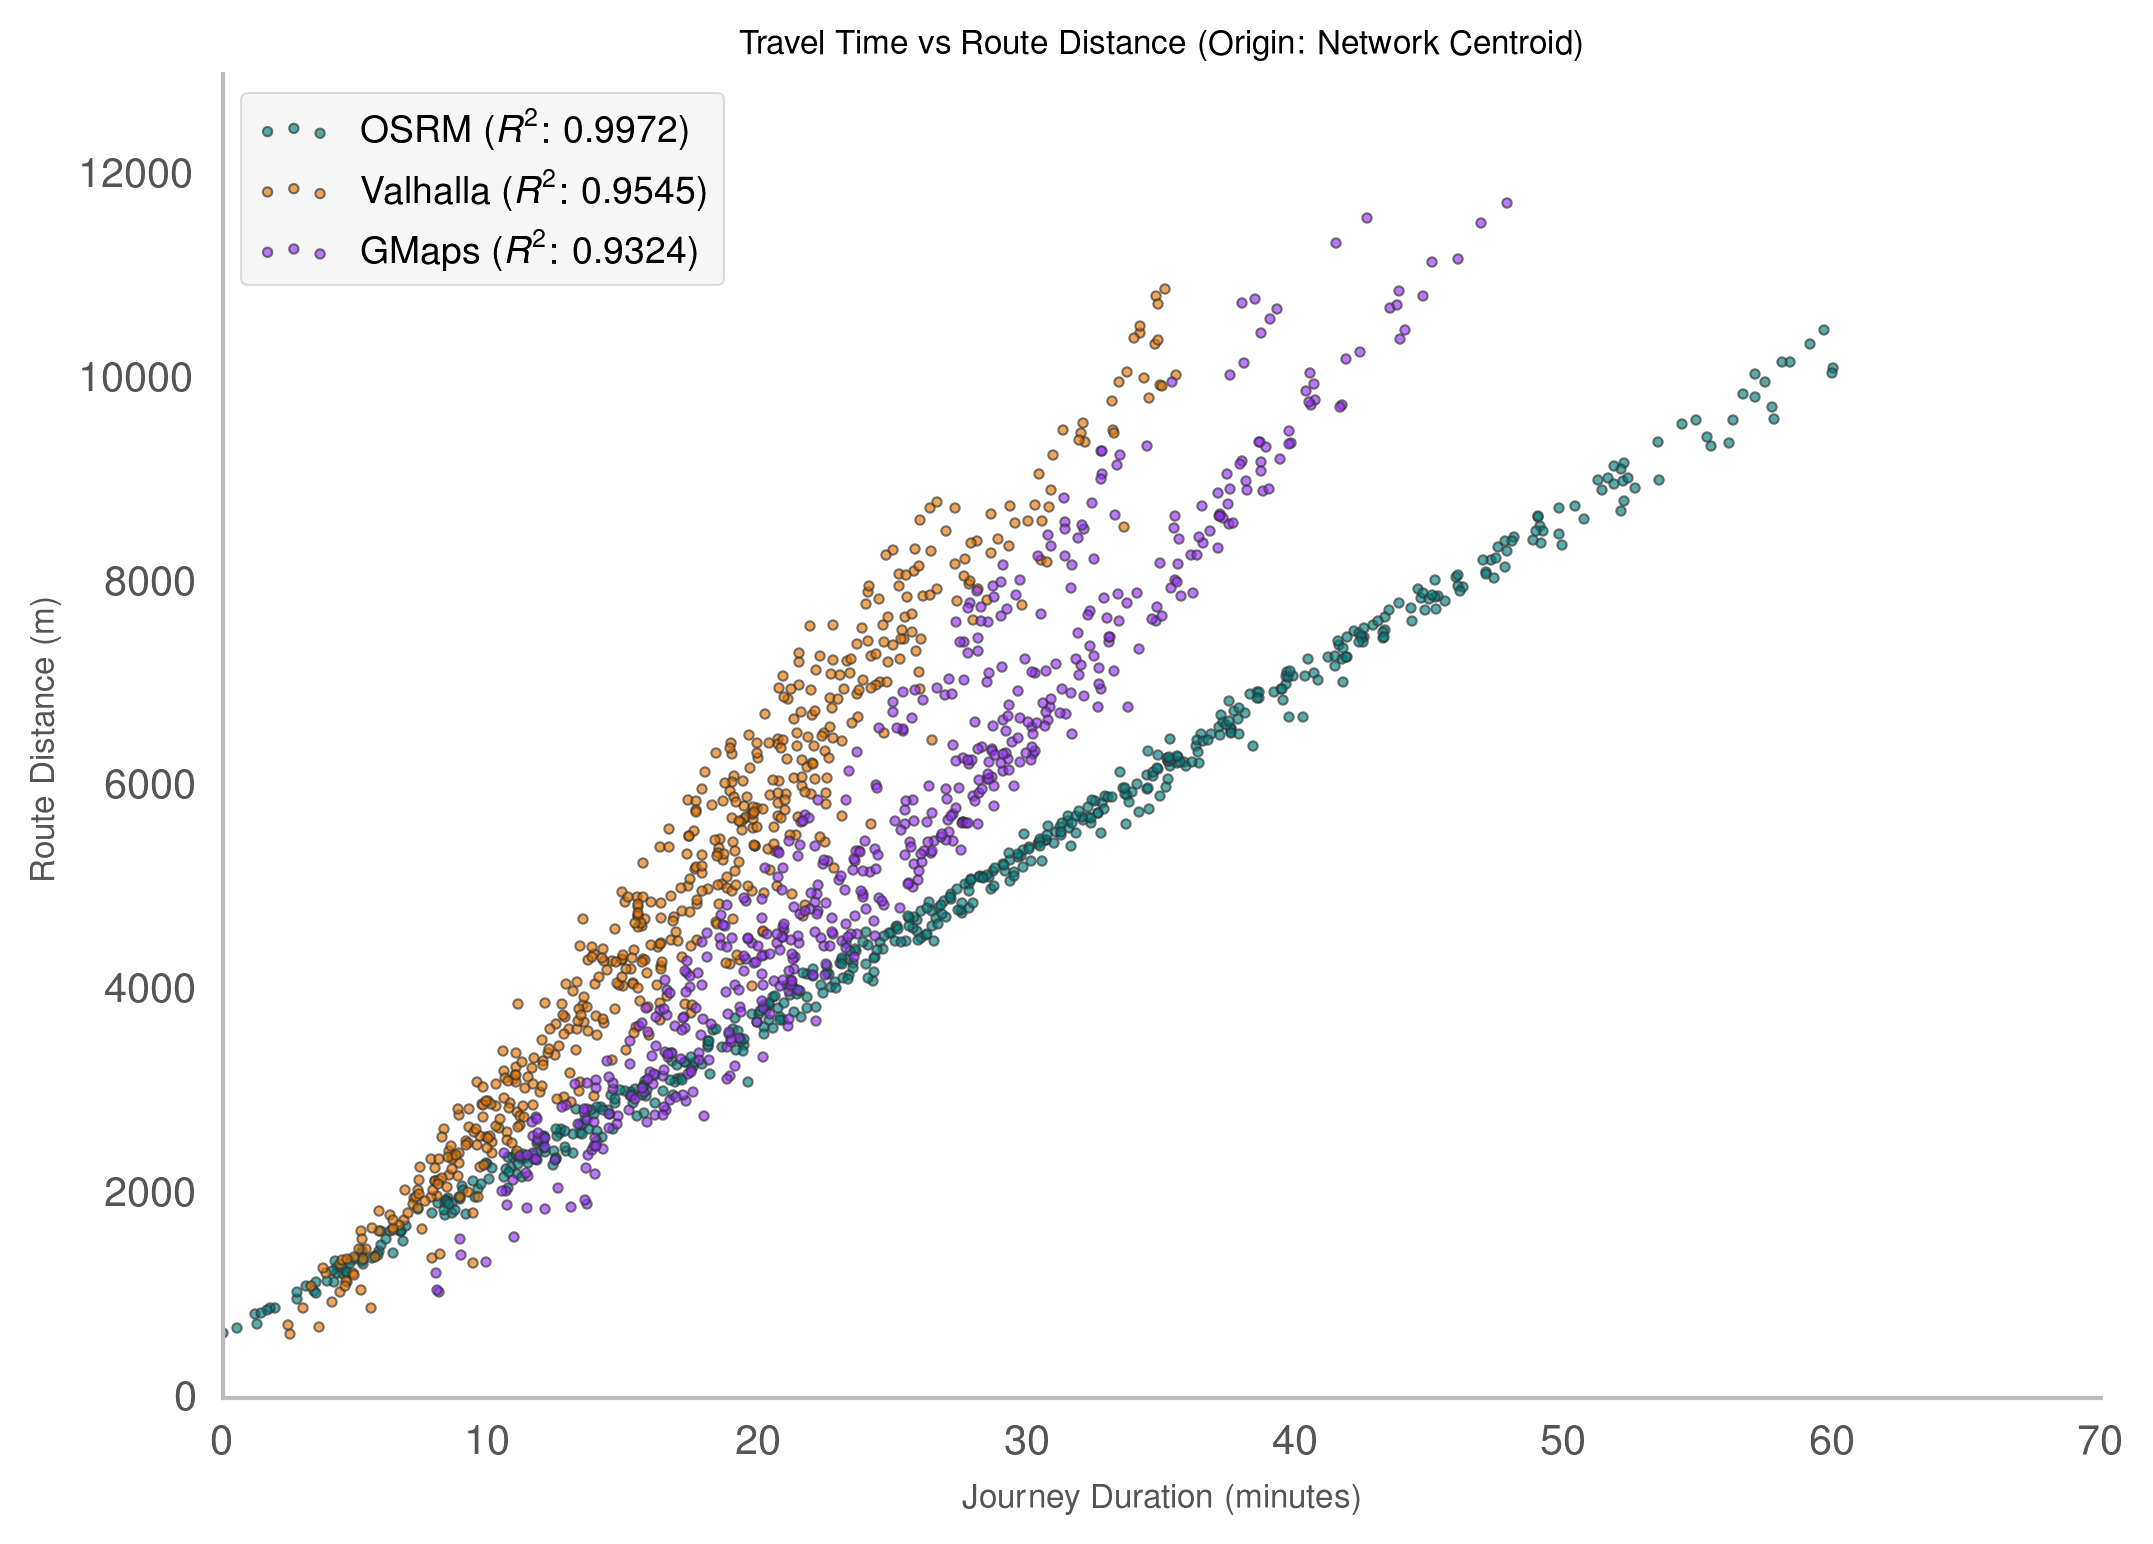 Travel Time vs Route Distance (Origin: Network Centroid)
OSRM (R²: 0.9972)
Valhalla (R²: 0.9545)
GMaps (R²: 0.9324)
12000
10000
8000
6000
4000
2000
0
Route Distance (m)
0 10 20 30 40 50 60 70
Journey Duration (minutes)